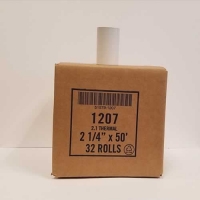 1207
2.1 THERMAL
2 1/4" x 50'
32 ROLLS